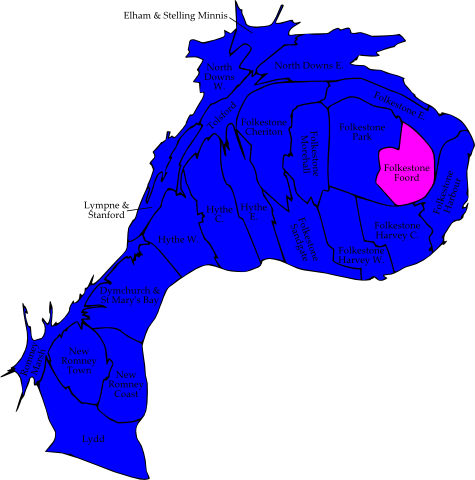 Elham & Stelling Minnis
North
Downs
W.
North Downs E.
Folkestone E.
Tolsford
Folkestone
Cheriton
Folkestone
Park
Folkestone
Morehall
Folkestone
Foord
Folkestone
Harbour
Lympne &
Stanford
Hythe
C.
Hythe
E.
Folkestone
Sandgate
Folkestone
Harvey C.
Hythe W.
Folkestone
Harvey W.
Dymchurch &
St. Mary's Bay
Romney
Marsh
New
Romney
Town
New
Romney
Coast
Lydd